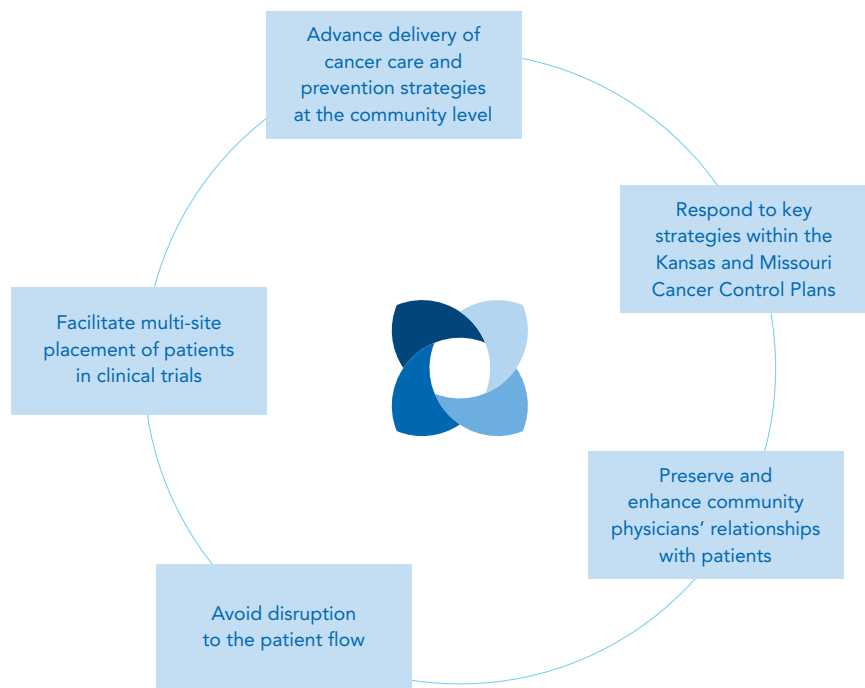 Advance delivery of
cancer care and
prevention strategies
at the community level
Respond to key
strategies within the
Kansas and Missouri
Cancer Control Plans
Preserve and
enhance community
physicians’ relationships
with patients
Avoid disruption
to the patient flow
Facilitate multi-site
placement of patients
in clinical trials